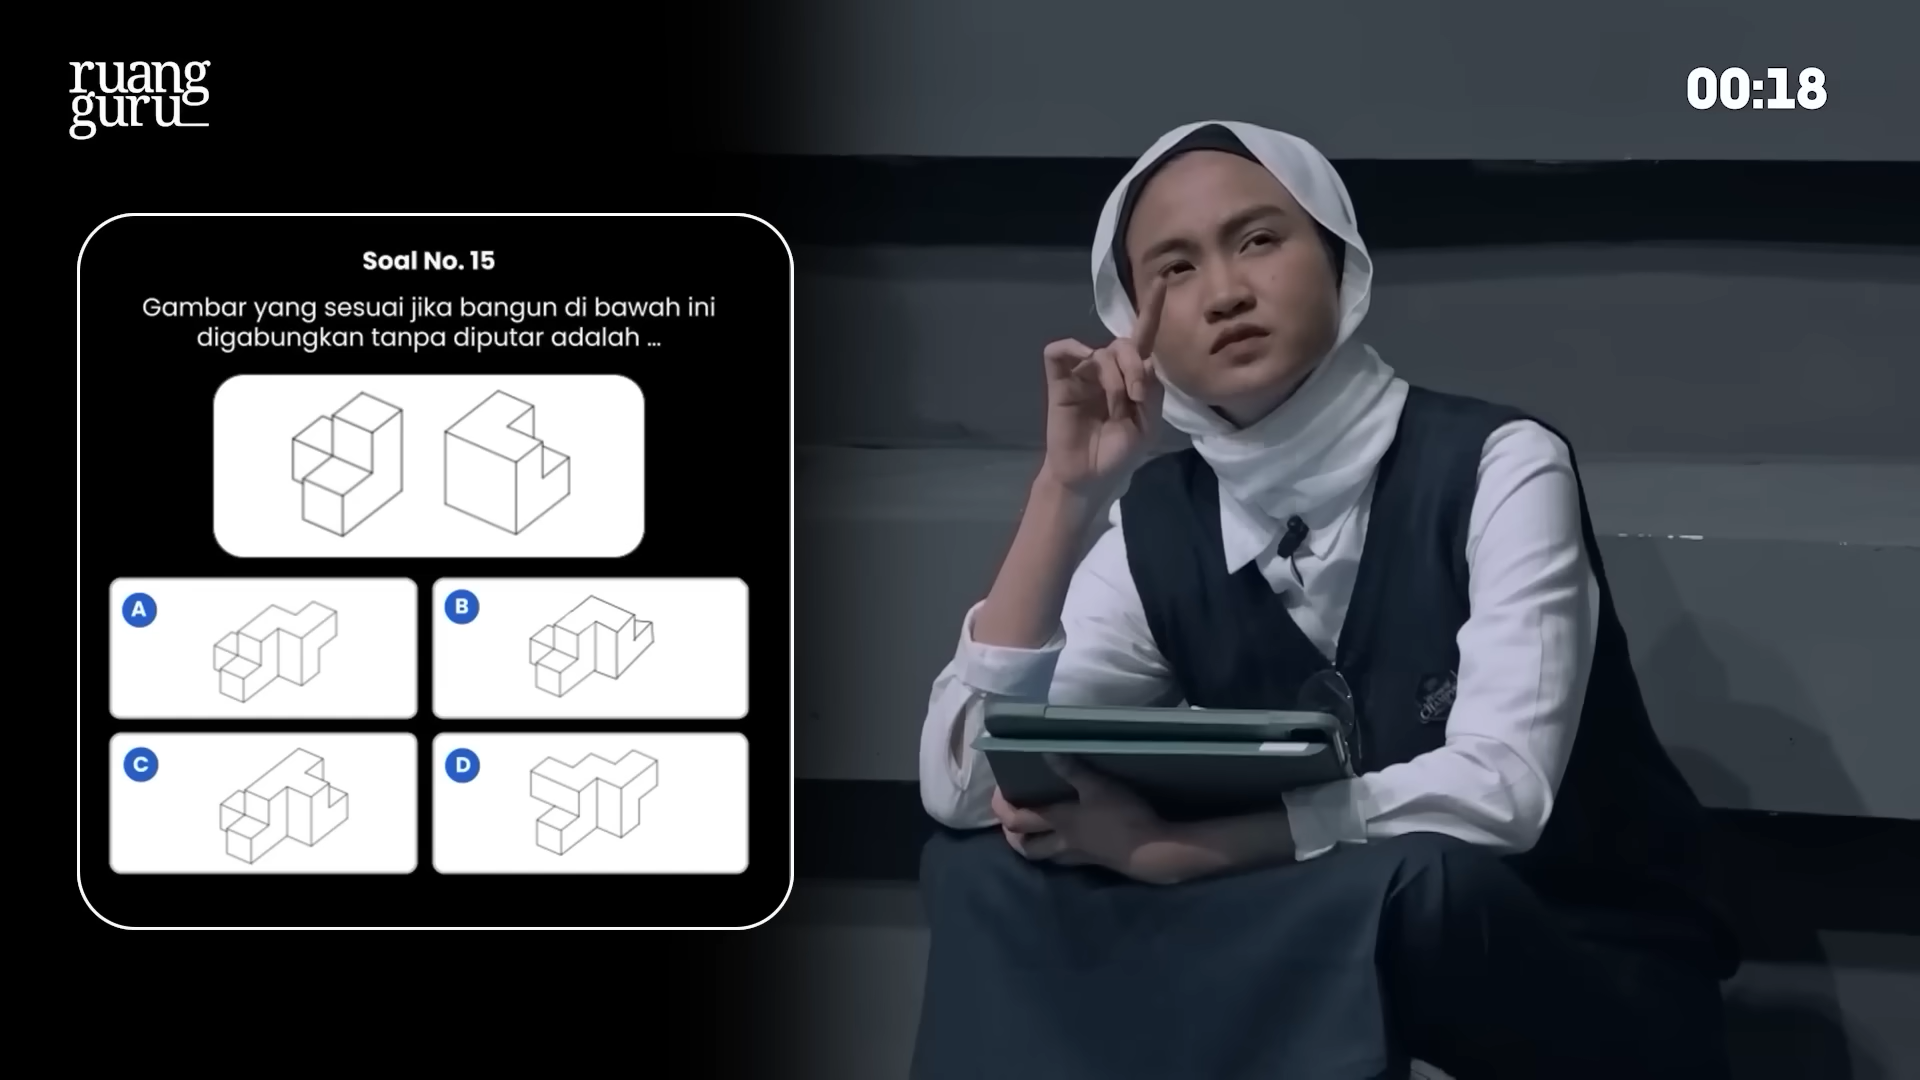 ruang
guru
00:18
Soal No. 15
Gambar yang sesuai jika bangun di bawah ini
digabungkan tanpa diputar adalah ...
A
B
C
D